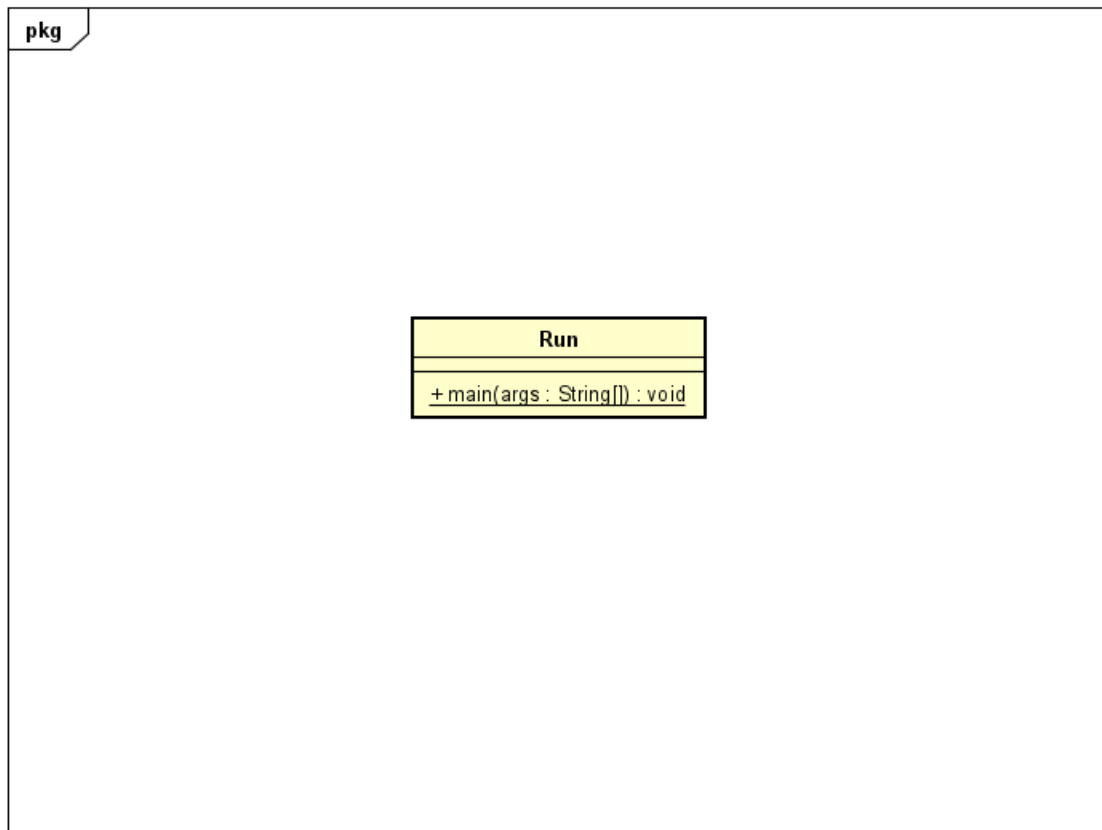 pkg
Run
+ main(args : String[]) : void